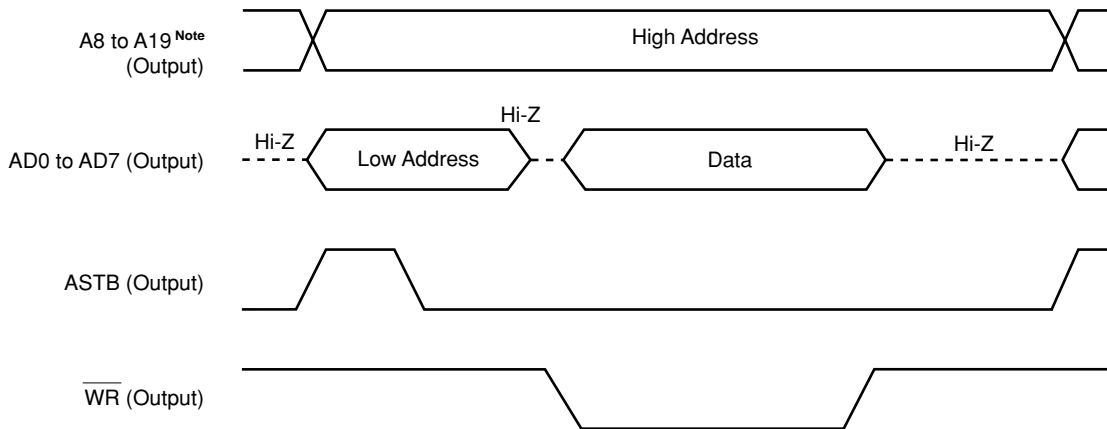 A8 to A19 Note
(Output)
High Address
Hi-Z
Hi-Z
AD0 to AD7 (Output)
Low Address
Data
Hi-Z
ASTB (Output)
WR (Output)